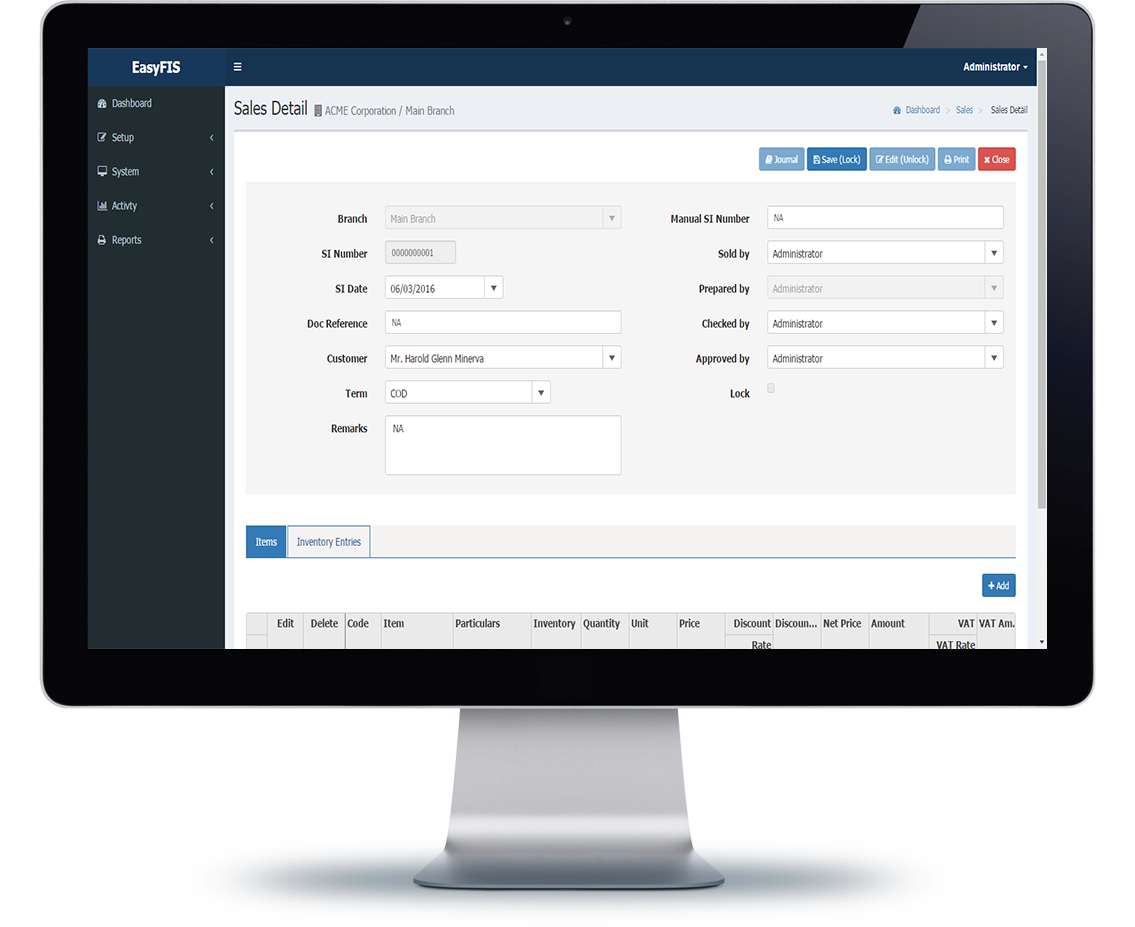 EasyFIS
Administrator
Dashboard
Setup
System
Activty
Reports
Sales Detail ACME Corporation / Main Branch
Dashboard > Sales > Sales Detail
Journal Save (Lock) Edit (Unlock) Print Close
Branch Main Branch Manual SI Number NA
SI Number 0000000001 Sold by Administrator
SI Date 06/03/2016 Prepared by Administrator
Doc Reference NA Checked by Administrator
Customer Mr. Harold Glenn Minerva Approved by Administrator
Term COD Lock
Remarks NA
Items Inventory Entries
+ Add
Edit Delete Code Item Particulars Inventory Quantity Unit Price Discount Discoun... Net Price Amount VAT VAT Am.
Rate VAT Rate